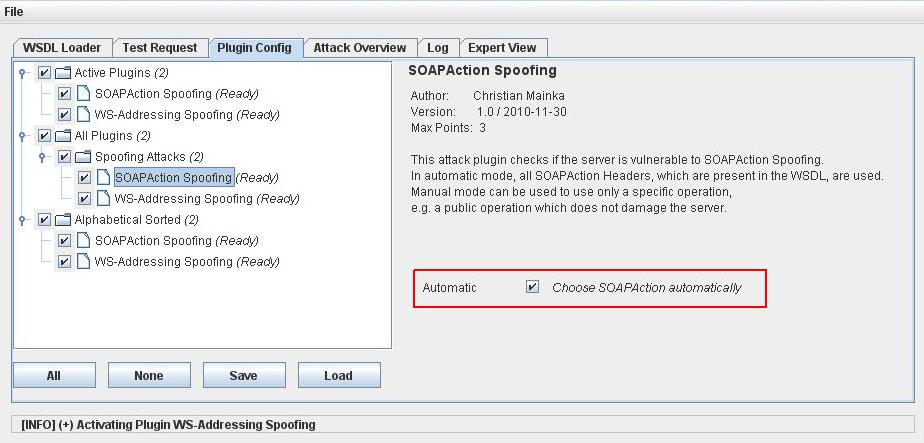 File
WSDL Loader Test Request Plugin Config Attack Overview Log Expert View
Active Plugins (2)
SOAPAction Spoofing (Ready)
WS-Addressing Spoofing (Ready)
All Plugins (2)
Spoofing Attacks (2)
SOAPAction Spoofing (Ready)
WS-Addressing Spoofing (Ready)
Alphabetical Sorted (2)
SOAPAction Spoofing (Ready)
WS-Addressing Spoofing (Ready)
All None Save Load
SOAPAction Spoofing
Author: Christian Mainka
Version: 1.0 / 2010-11-30
Max Points: 3
This attack plugin checks if the server is vulnerable to SOAPAction Spoofing.
In automatic mode, all SOAPAction Headers, which are present in the WSDL, are used.
Manual mode can be used to use only a specific operation,
e.g. a public operation which does not damage the server.
Automatic Choose SOAPAction automatically
[INFO] (+) Activating Plugin WS-Addressing Spoofing